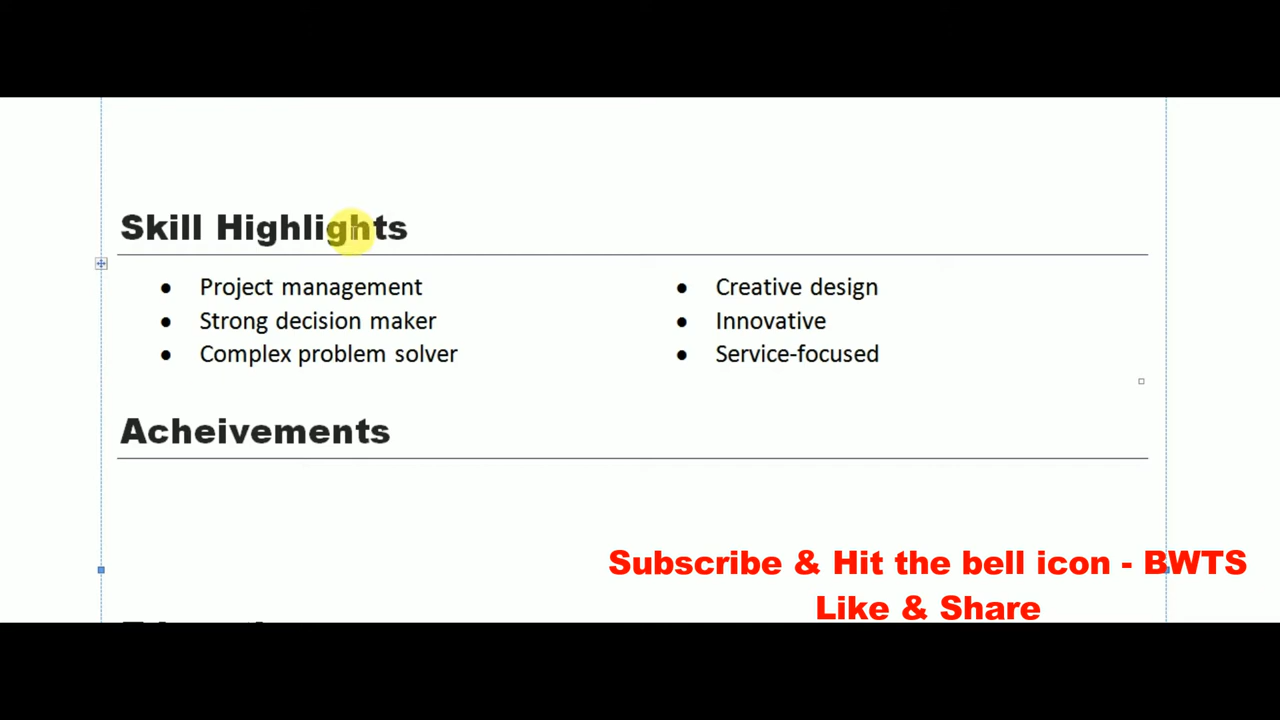 Skill Highlights
• Project management
• Strong decision maker
• Complex problem solver
• Creative design
• Innovative
• Service-focused
Acheivements
Subscribe & Hit the bell icon - BWTS
Like & Share